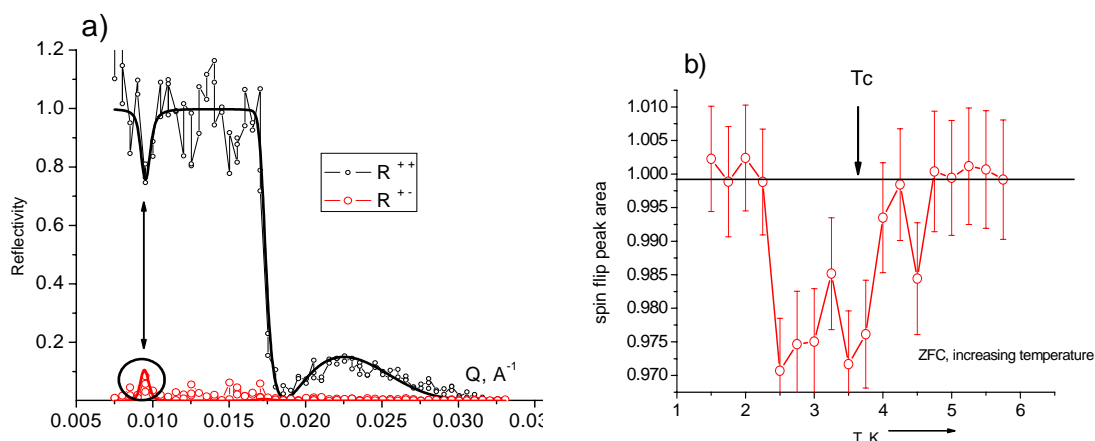 a)
1.2
1.0
0.8
0.6
0.4
0.2
Reflectivity
R ++
R +-
Q, A-1
0.005 0.010 0.015 0.020 0.025 0.030
b)
Tc
1.010
1.005
1.000
0.995
0.990
0.985
0.980
0.975
0.970
spin flip peak area
ZFC, increasing temperature
1 2 3 4 5 6
T, K